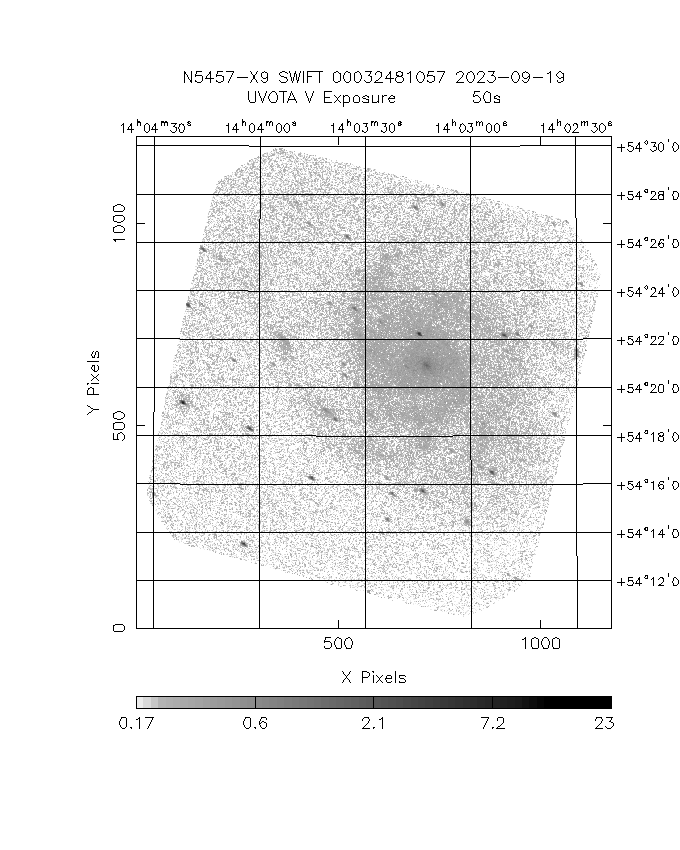 N5457-X9 SWIFT 00032481057 2023-09-19
UVOTA V Exposure 50s
14ʰ04ᵐ30ˢ 14ʰ04ᵐ00ˢ 14ʰ03ᵐ30ˢ 14ʰ03ᵐ00ˢ 14ʰ02ᵐ30ˢ
+54°30'0
+54°28'0
1000
+54°26'0
+54°24'0
+54°22'0
Y Pixels
+54°20'0
500
+54°18'0
+54°16'0
+54°14'0
+54°12'0
0
500 1000
X Pixels
0.17 0.6 2.1 7.2 23